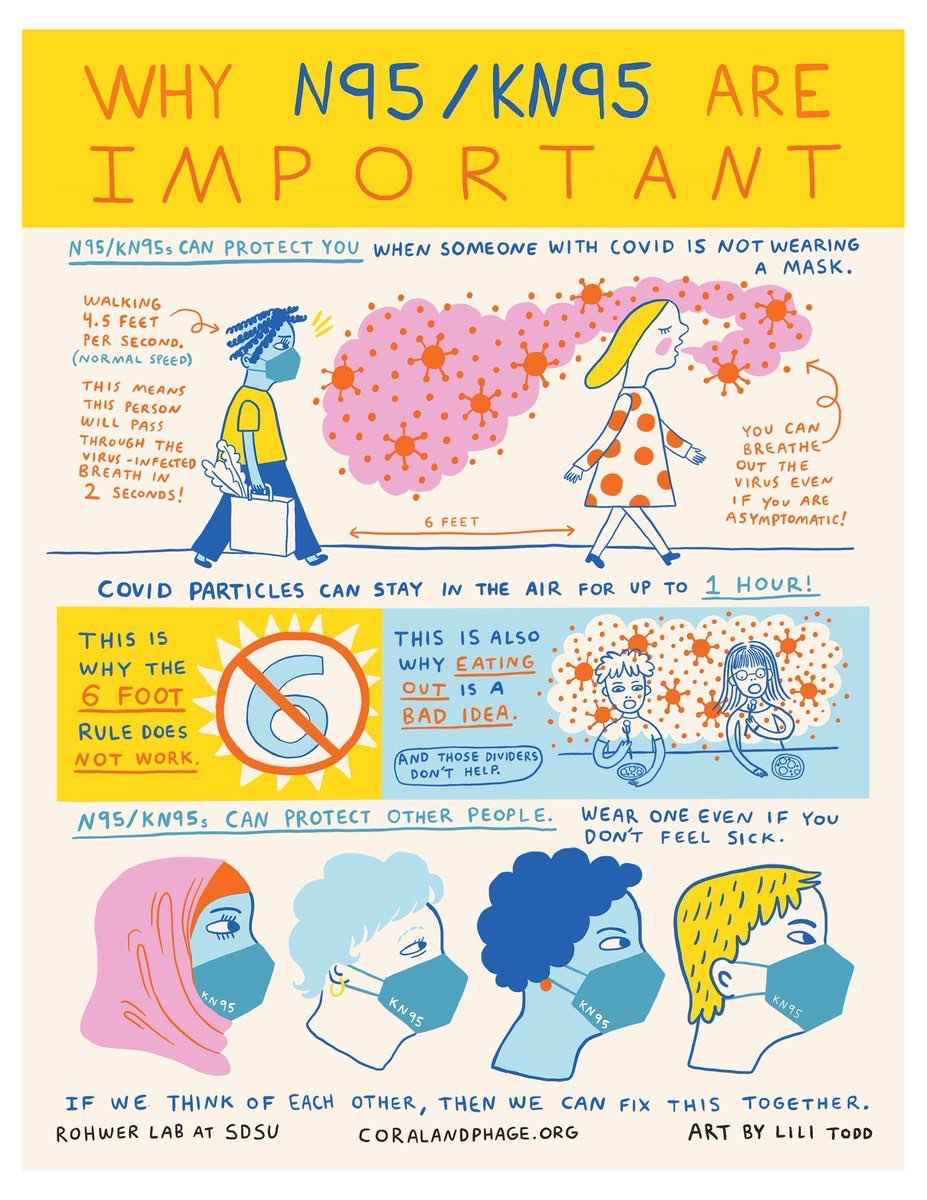 WHY N95/KN95 ARE
IMPORTANT
N95/KN95s CAN PROTECT YOU WHEN SOMEONE WITH COVID IS NOT WEARING
A MASK.
WALKING
4.5 FEET
PER SECOND.
(NORMAL SPEED)
THIS MEANS
THIS PERSON
WILL PASS
THROUGH THE
VIRUS-INFECTED
BREATH IN
2 SECONDS!
6 FEET
YOU CAN
BREATHE
OUT THE
VIRUS EVEN
IF YOU ARE
ASYMPTOMATIC!
COVID PARTICLES CAN STAY IN THE AIR FOR UP TO 1 HOUR!
THIS IS
WHY THE
6 FOOT
RULE DOES
NOT WORK.
6
THIS IS ALSO
WHY EATING
OUT IS A
BAD IDEA.
AND THOSE DIVIDERS
DON'T HELP.
N95/KN95s CAN PROTECT OTHER PEOPLE. WEAR ONE EVEN IF YOU
DON'T FEEL SICK.
KN95
KN95
KN95
KN95
IF WE THINK OF EACH OTHER, THEN WE CAN FIX THIS TOGETHER.
ROHWER LAB AT SDSU CORALANDPHAGE.ORG ART BY LILI TODD